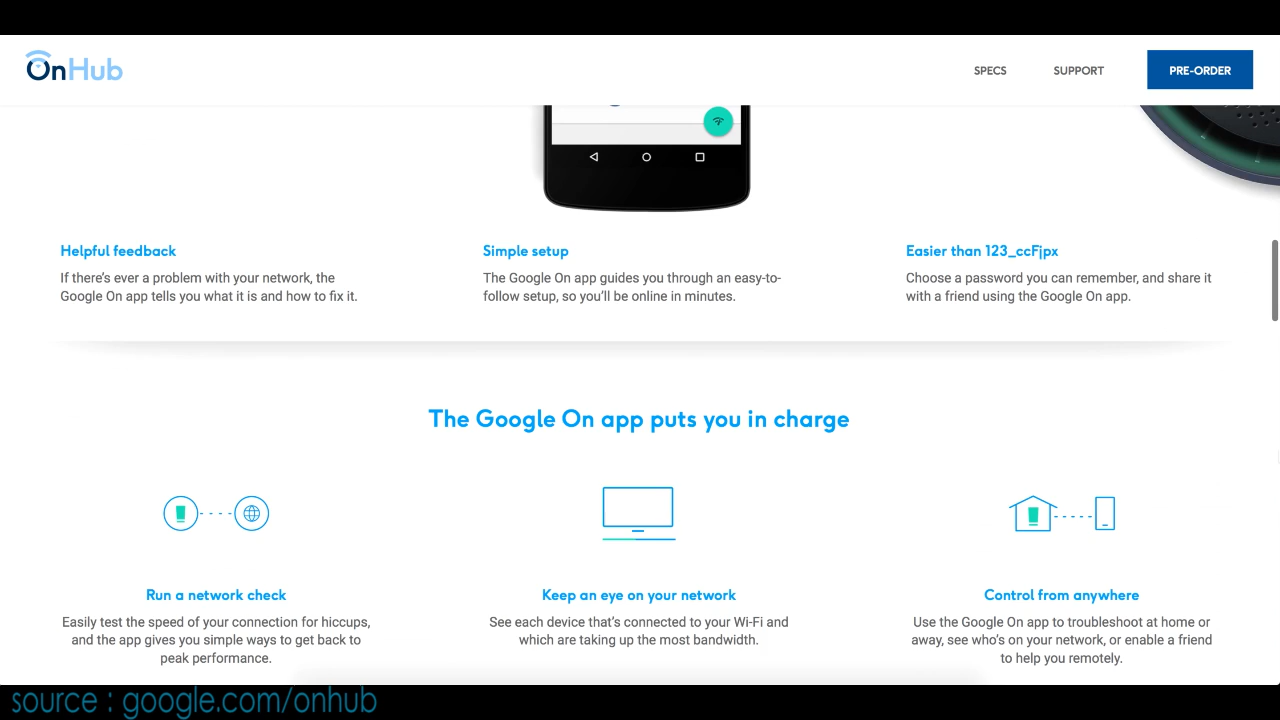 OnHub
SPECS
SUPPORT
PRE-ORDER
Helpful feedback
If there’s ever a problem with your network, the
Google On app tells you what it is and how to fix it.
Simple setup
The Google On app guides you through an easy-to-
follow setup, so you’ll be online in minutes.
Easier than 123_ccFjpx
Choose a password you can remember, and share it
with a friend using the Google On app.
The Google On app puts you in charge
Run a network check
Easily test the speed of your connection for hiccups,
and the app gives you simple ways to get back to
peak performance.
Keep an eye on your network
See each device that’s connected to your Wi-Fi and
which are taking up the most bandwidth.
Control from anywhere
Use the Google On app to troubleshoot at home or
away, see who’s on your network, or enable a friend
to help you remotely.
source : google.com/onhub